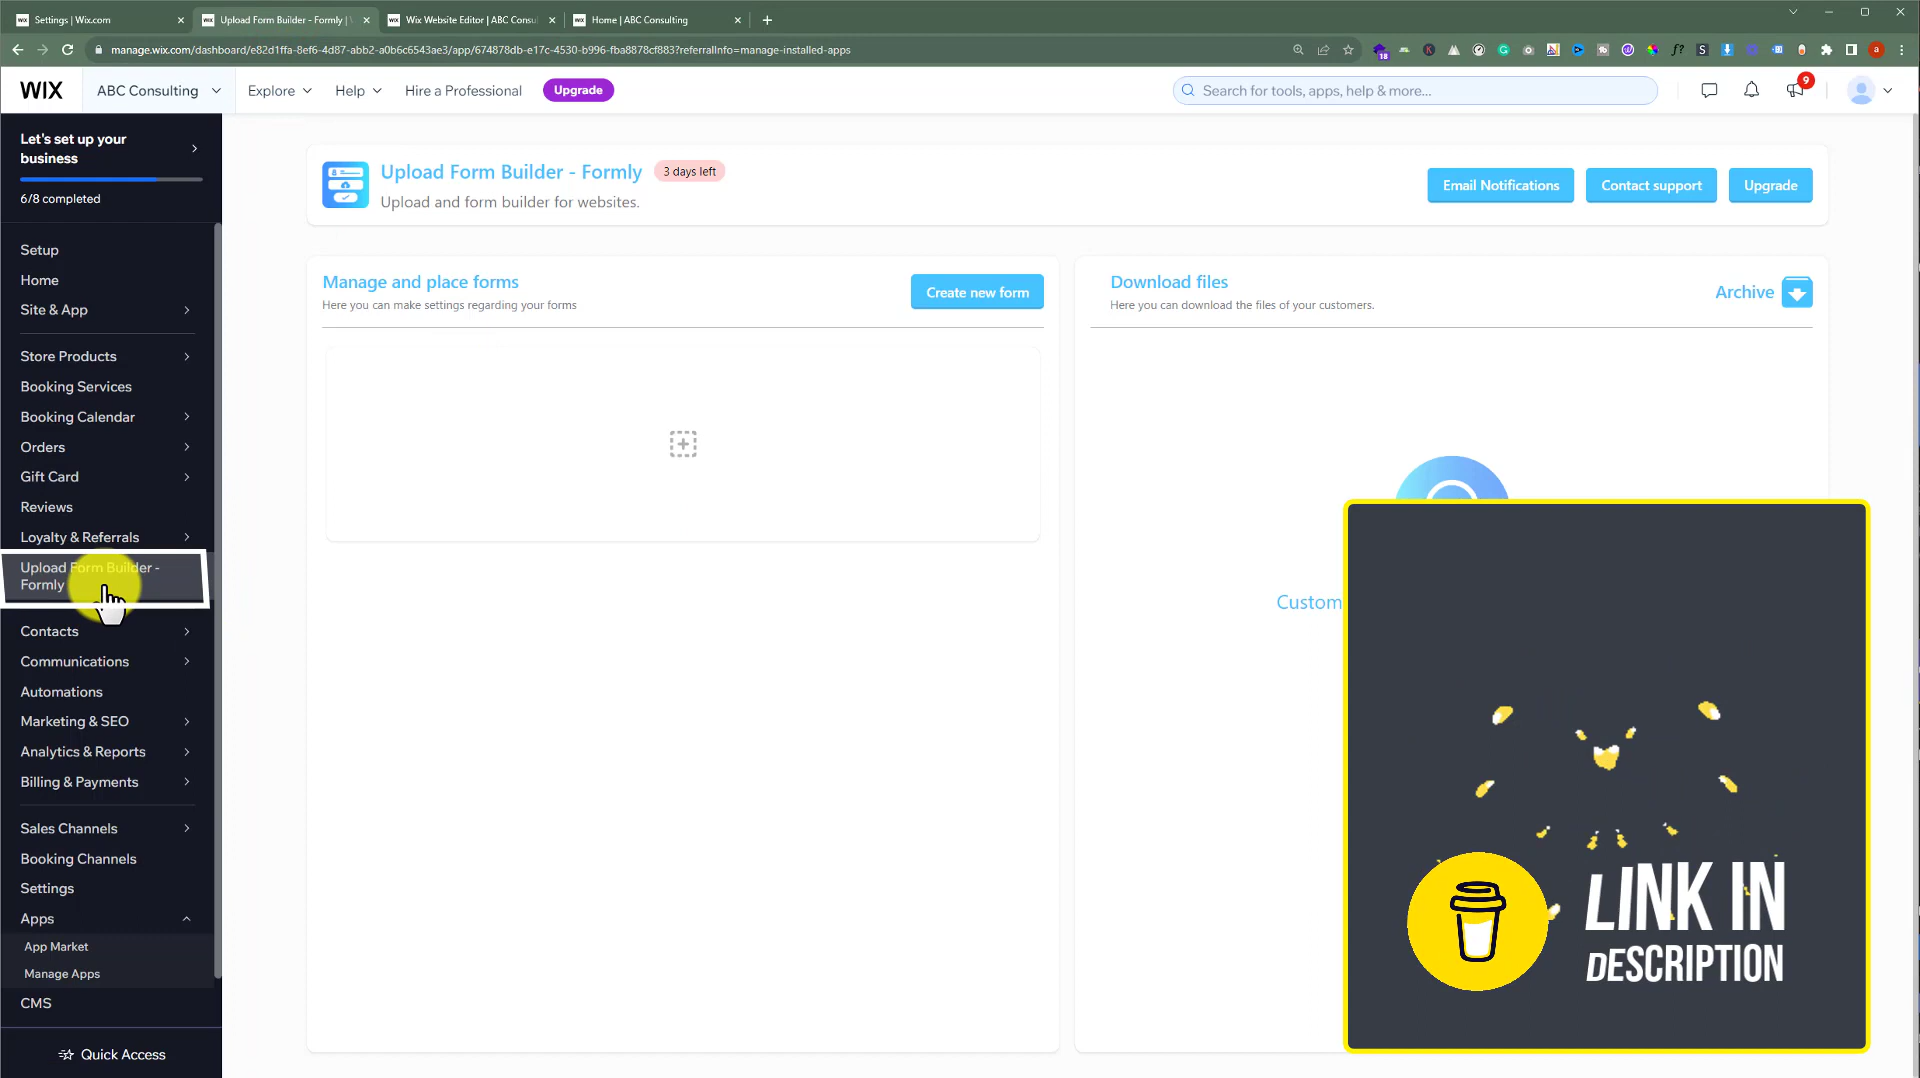 Settings | Wix.com
Upload Form Builder - Formly |
Wix Website Editor | ABC Consul
Home | ABC Consulting
manage.wix.com/dashboard/e82d1ffa-8ef6-4d87-abb2-a0b6c6543ae3/app/674878db-e17c-4530-b996-fba8878cf883?referralInfo=manage-installed-apps
18
WIX
ABC Consulting
Explore
Help
Hire a Professional
Upgrade
Search for tools, apps, help & more...
9
Let's set up your
business
6/8 completed
Setup
Home
Site & App
Store Products
Booking Services
Booking Calendar
Orders
Gift Card
Reviews
Loyalty & Referrals
Upload Form Builder -
Formly
Contacts
Communications
Automations
Marketing & SEO
Analytics & Reports
Billing & Payments
Sales Channels
Booking Channels
Settings
Apps
App Market
Manage Apps
CMS
Quick Access
Upload Form Builder - Formly
3 days left
Upload and form builder for websites.
Email Notifications
Contact support
Upgrade
Manage and place forms
Here you can make settings regarding your forms
Create new form
Download files
Here you can download the files of your customers.
Archive
Custom
LINK IN
DESCRIPTION